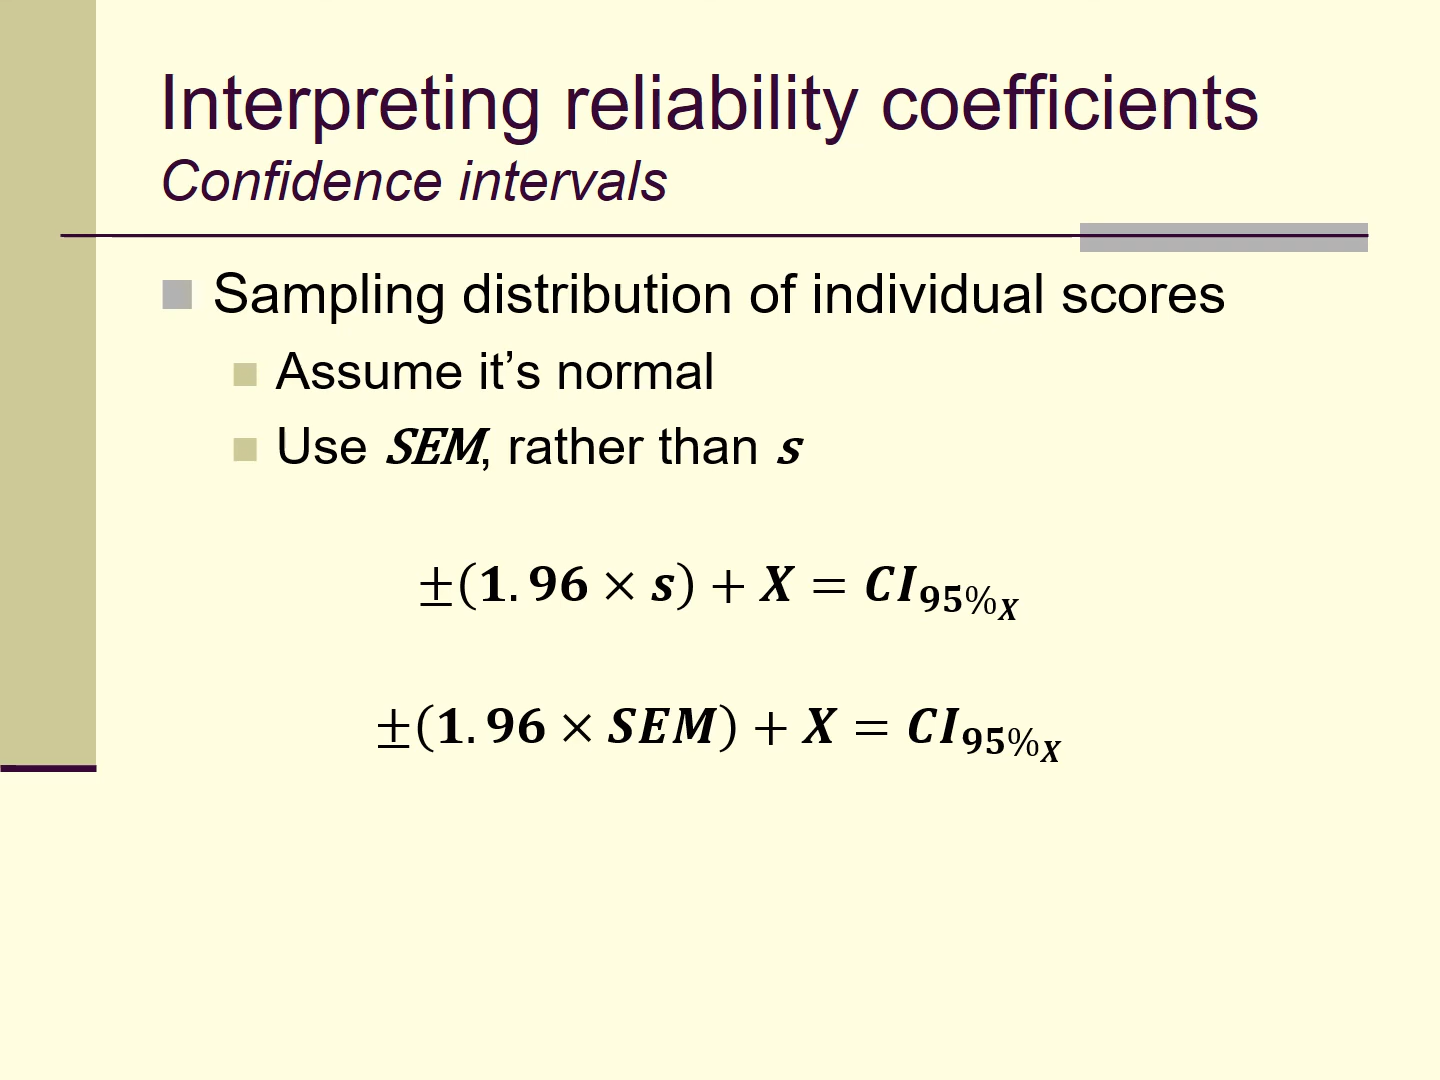 Interpreting reliability coefficients
Confidence intervals
Sampling distribution of individual scores
Assume it’s normal
Use SEM, rather than s
±(1.96 × s) + X = CI95%X
±(1.96 × SEM) + X = CI95%X